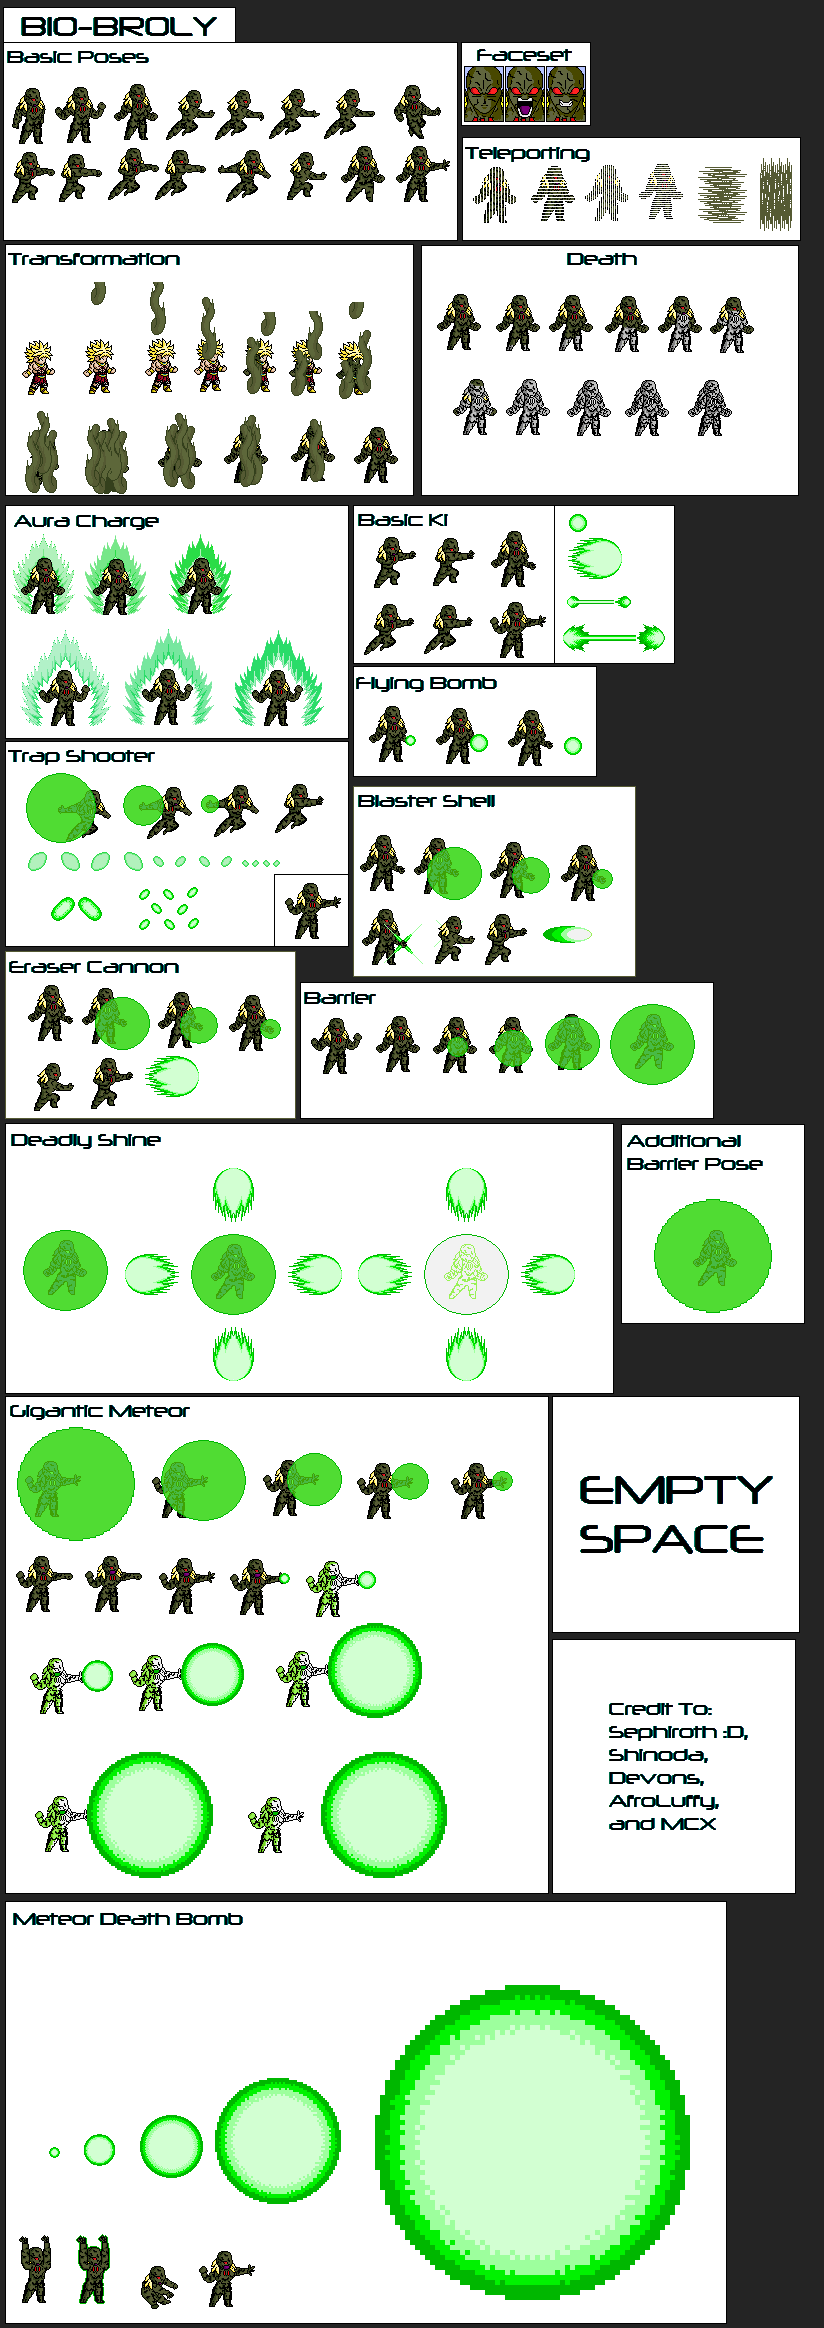 BIO-BROLY
Basic Poses
Faceset
Teleporting
Transformation
Death
Aura Charge
Basic Ki
Flying Bomb
Trap Shooter
Blaster Shell
Eraser Cannon
Barrier
Deadly Shine
Additional
Barrier Pose
Gigantic Meteor
EMPTY
SPACE
Credit To:
Sephiroth :D,
Shinoda,
Devons,
AfroLuffy,
and MCX
Meteor Death Bomb